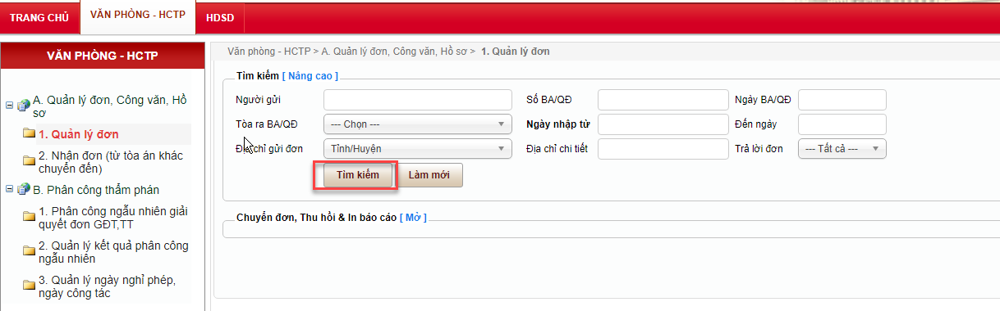 TRANG CHỦ VĂN PHÒNG - HCTP HDSD
VĂN PHÒNG - HCTP
A. Quản lý đơn, Công văn, Hồ
sơ
1. Quản lý đơn
2. Nhận đơn (từ tòa án khác
chuyển đến)
B. Phân công thẩm phán
1. Phân công ngẫu nhiên giải
quyết đơn GĐT,TT
2. Quản lý kết quả phân công
ngẫu nhiên
3. Quản lý ngày nghỉ phép,
ngày công tác
Văn phòng - HCTP > A. Quản lý đơn, Công văn, Hồ sơ > 1. Quản lý đơn
Tìm kiếm [ Nâng cao ]
Người gửi Số BA/QĐ Ngày BA/QĐ
Tòa ra BA/QĐ --- Chọn --- Ngày nhập từ Đến ngày
Địa chỉ gửi đơn Tỉnh/Huyện Địa chỉ chi tiết Trả lời đơn --- Tất cả ---
Tìm kiếm Làm mới
Chuyển đơn, Thu hồi & In báo cáo [ Mở ]